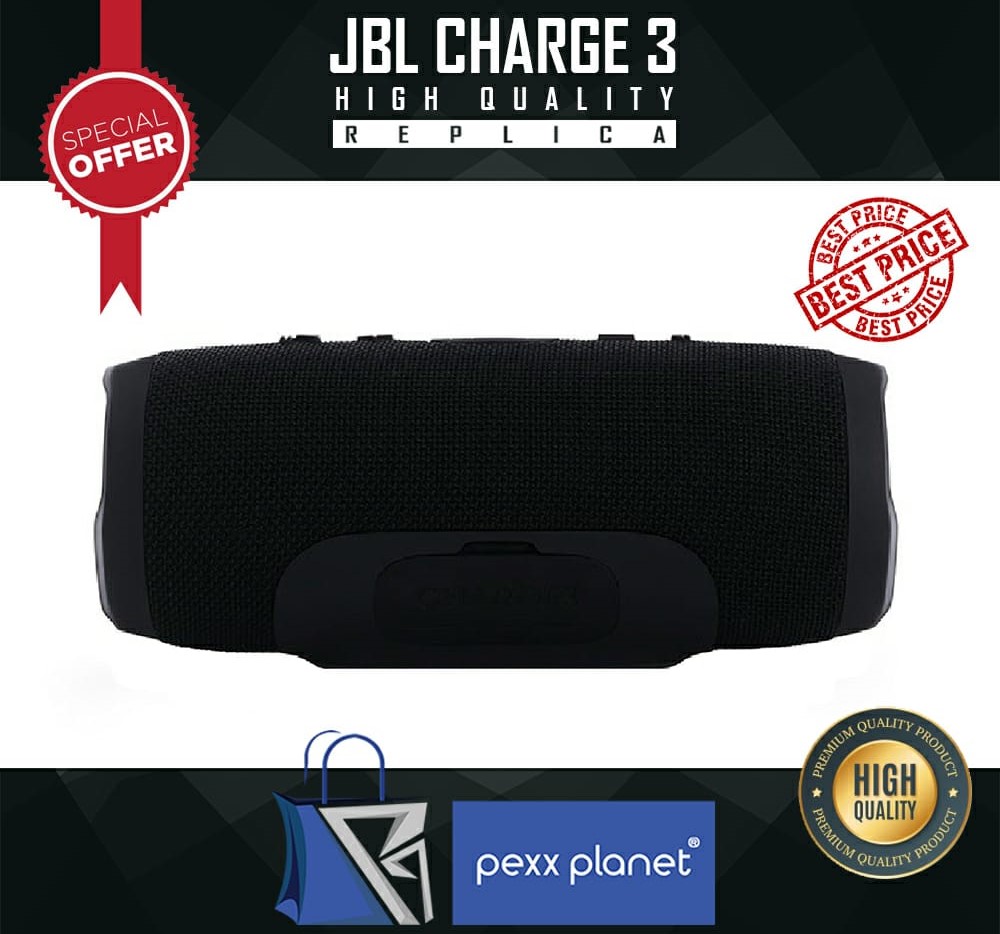 JBL CHARGE 3
HIGH QUALITY
REPLICA
SPECIAL
OFFER
BEST PRICE
BEST PRICE
BEST PRICE
PREMIUM QUALITY PRODUCT
HIGH
QUALITY
PREMIUM QUALITY PRODUCT
pexx planet®